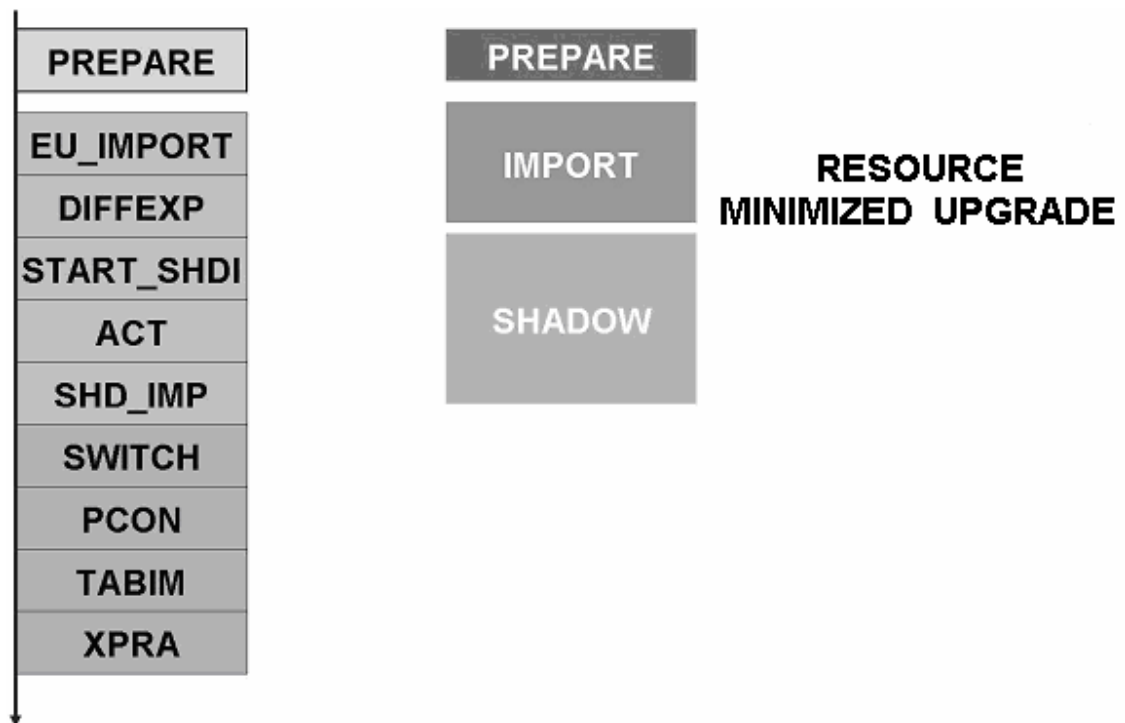 PREPARE
EU_IMPORT
DIFFEXP
START_SHDI
ACT
SHD_IMP
SWITCH
PCON
TABIM
XPRA
PREPARE
IMPORT
SHADOW
RESOURCE
MINIMIZED UPGRADE